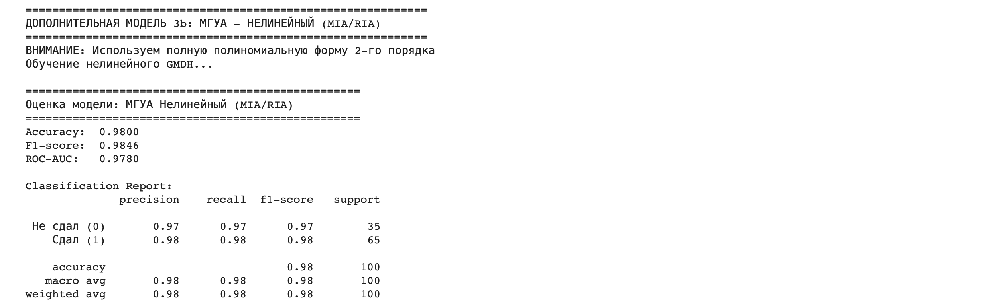 ============================================================
ДОПОЛНИТЕЛЬНАЯ МОДЕЛЬ 3b: МГУА - НЕЛИНЕЙНЫЙ (MIA/RIA)
============================================================
ВНИМАНИЕ: Используем полную полиномиальную форму 2-го порядка
Обучение нелинейного GMDH...

==================================================
Оценка модели: МГУА Нелинейный (MIA/RIA)
==================================================
Accuracy:  0.9800
F1-score:  0.9846
ROC-AUC:   0.9780

Classification Report:
              precision    recall  f1-score   support

 Не сдал (0)       0.97      0.97      0.97        35
    Сдал (1)       0.98      0.98      0.98        65

    accuracy                           0.98       100
   macro avg       0.98      0.98      0.98       100
weighted avg       0.98      0.98      0.98       100